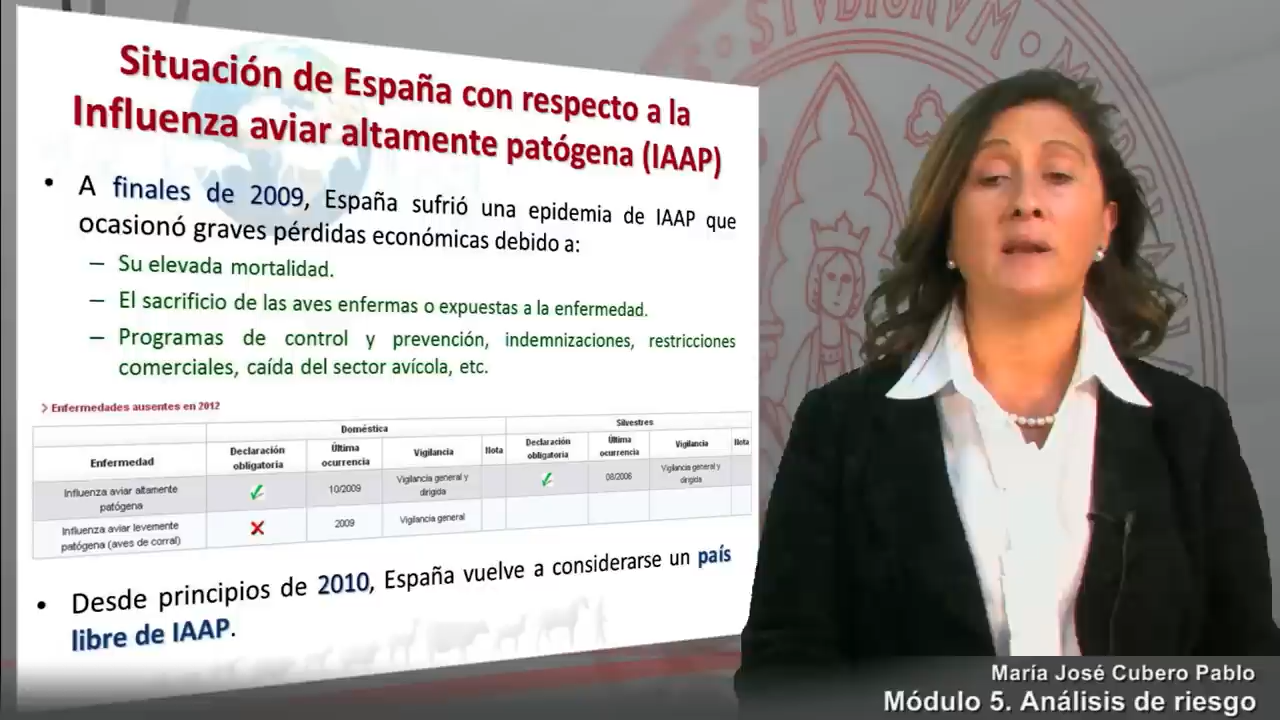 STVDIORVM
MVRCIANA
Situación de España con respecto a la
Influenza aviar altamente patógena (IAAP)
• A finales de 2009, España sufrió una epidemia de IAAP que
ocasionó graves pérdidas económicas debido a:
– Su elevada mortalidad.
– El sacrificio de las aves enfermas o expuestas a la enfermedad.
– Programas de control y prevención, indemnizaciones, restricciones
comerciales, caída del sector avícola, etc.
Enfermedades ausentes en 2012
Doméstica Silvestres
Enfermedad Declaración obligatoria Última ocurrencia Vigilancia Nota Declaración obligatoria Última ocurrencia Vigilancia Nota
Influenza aviar altamente patógena 10/2009 Vigilancia general y dirigida 08/2006 Vigilancia general y dirigida
Influenza aviar levemente patógena (aves de corral) 2009 Vigilancia general
• Desde principios de 2010, España vuelve a considerarse un país
libre de IAAP.
María José Cubero Pablo
Módulo 5. Análisis de riesgo